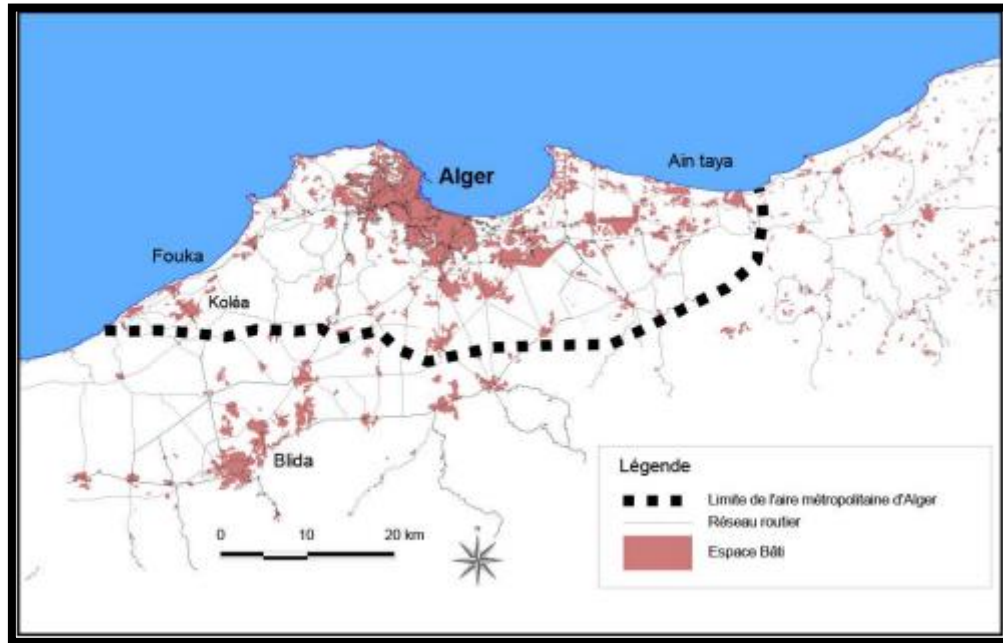 Ain taya
Alger
Fouka
Koléa
Blida
0 10 20 km
Légende
Limite de l'aire métropolitaine d'Alger
Réseau routier
Espace Bâti